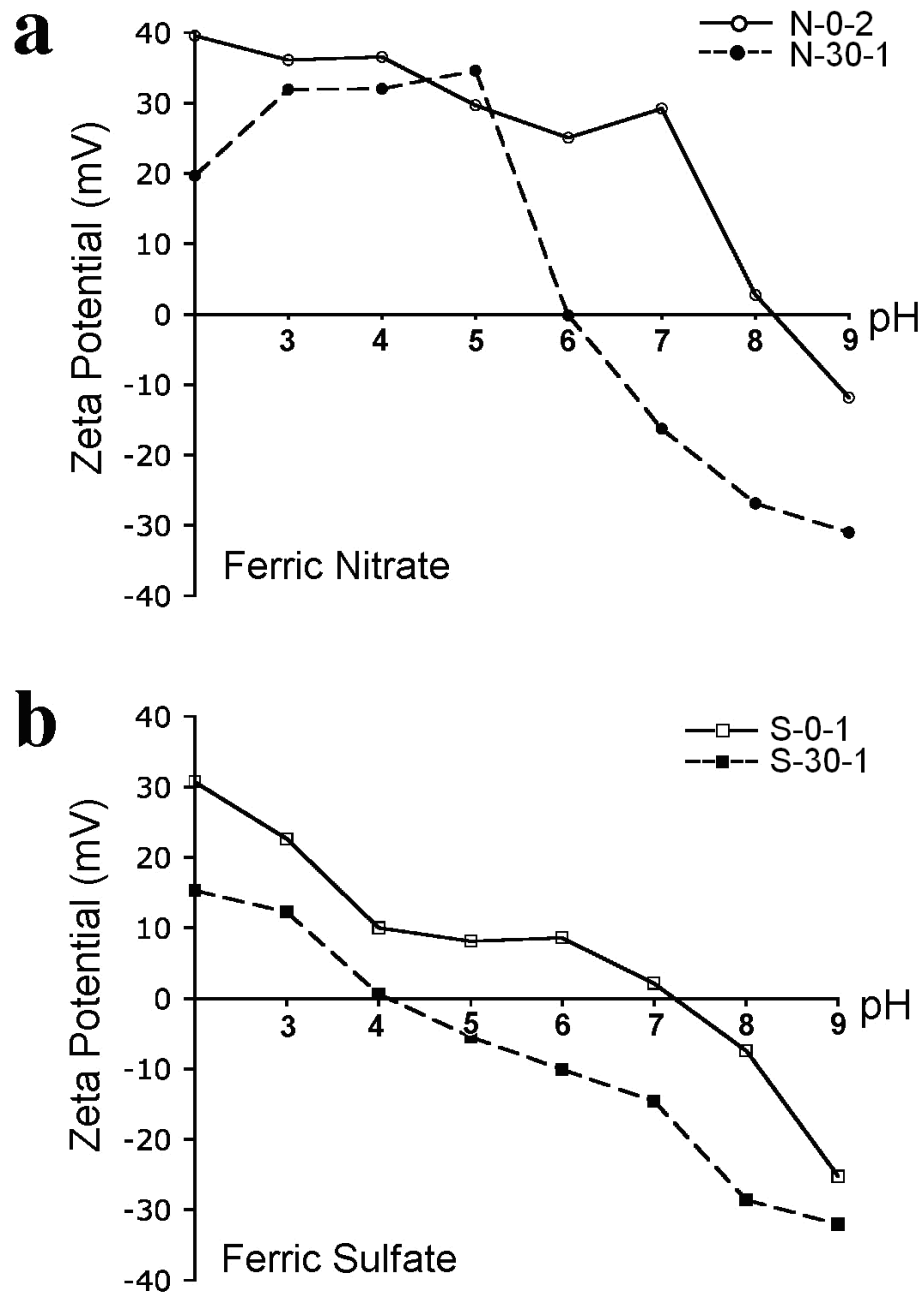 a
N-0-2
N-30-1
Zeta Potential (mV)
40
30
20
10
0
-10
-20
-30
-40
3 4 5 6 7 8 9 pH
Ferric Nitrate
b
S-0-1
S-30-1
Zeta Potential (mV)
40
30
20
10
0
-10
-20
-30
-40
3 4 5 6 7 8 9 pH
Ferric Sulfate